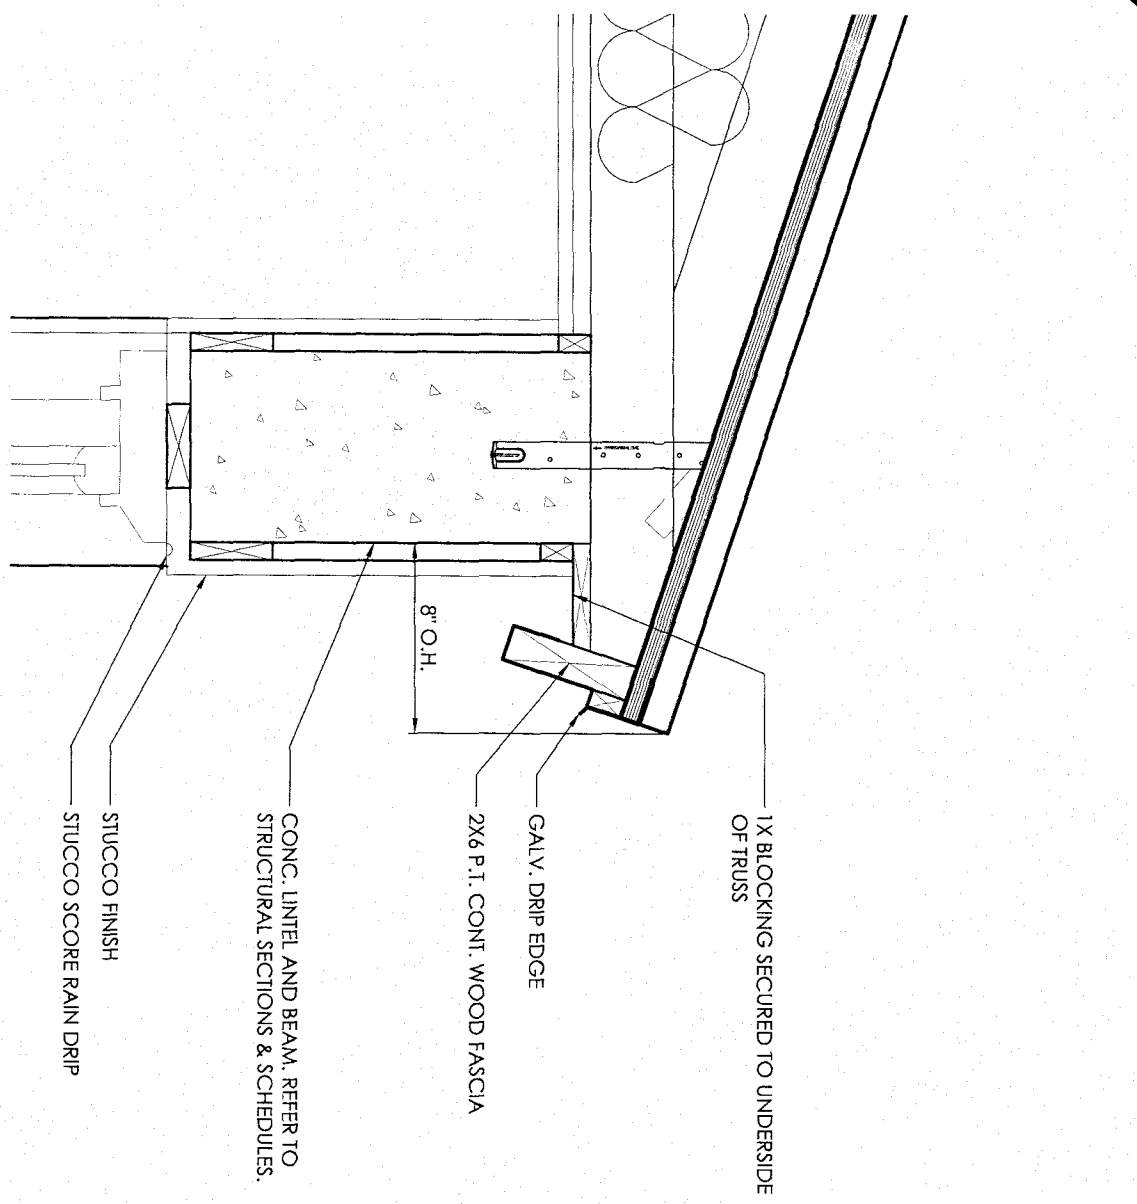 1X BLOCKING SECURED TO UNDERSIDE
OF TRUSS
GALV. DRIP EDGE
2X6 P.T. CONT. WOOD FASCIA
8" O.H.
CONC. LINTEL AND BEAM. REFER TO
STRUCTURAL SECTIONS & SCHEDULES.
STUCCO FINISH
STUCCO SCORE RAIN DRIP